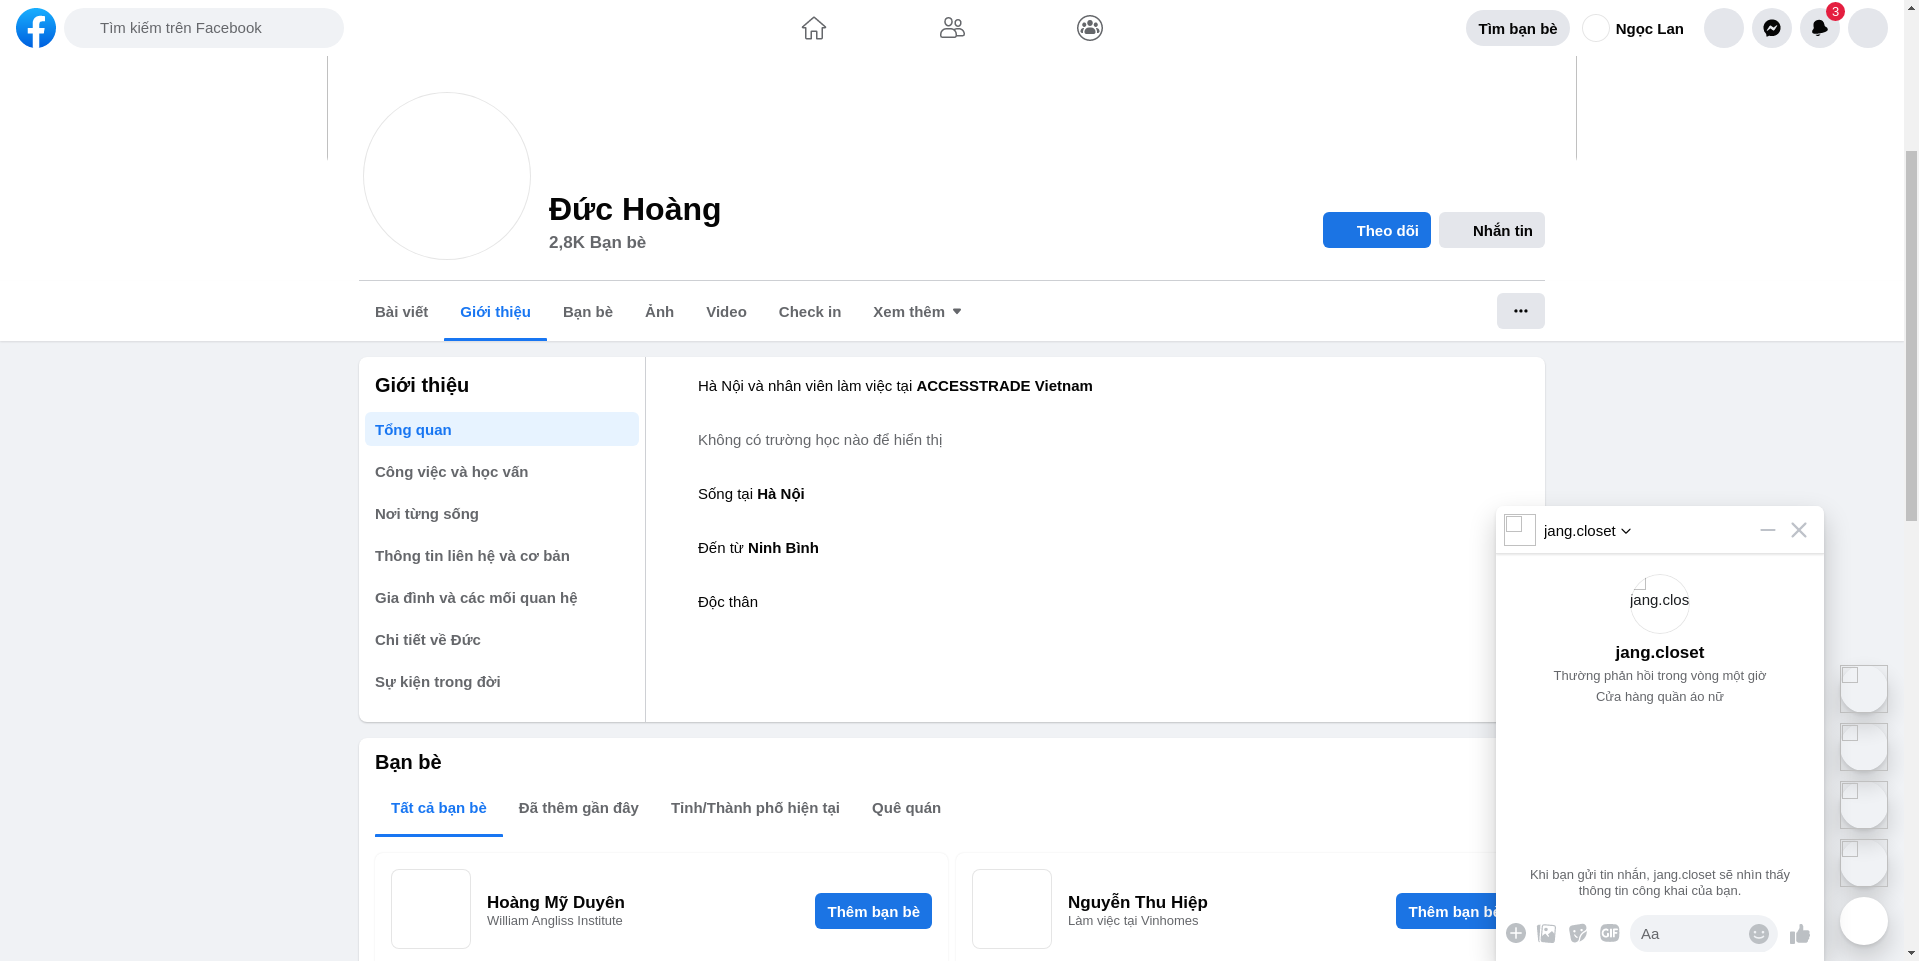 Tìm kiếm trên Facebook
Tìm bạn bè
Ngọc Lan
3
Đức Hoàng
2,8K Bạn bè
Theo dõi
Nhắn tin
Bài viết
Giới thiệu
Bạn bè
Ảnh
Video
Check in
Xem thêm
Giới thiệu
Tổng quan
Công việc và học vấn
Nơi từng sống
Thông tin liên hệ và cơ bản
Gia đình và các mối quan hệ
Chi tiết về Đức
Sự kiện trong đời
Hà Nội và nhân viên làm việc tại ACCESSTRADE Vietnam
Không có trường học nào để hiển thị
Sống tại Hà Nội
Đến từ Ninh Bình
Độc thân
Bạn bè
Tất cả bạn bè
Đã thêm gần đây
Tỉnh/Thành phố hiện tại
Quê quán
Hoàng Mỹ Duyên
William Angliss Institute
Thêm bạn bè
Nguyễn Thu Hiệp
Làm việc tại Vinhomes
Thêm bạn bè
jang.closet
jang.clos
jang.closet
Thường phản hồi trong vòng một giờ
Cửa hàng quần áo nữ
Khi bạn gửi tin nhắn, jang.closet sẽ nhìn thấy
thông tin công khai của bạn.
GIF
Aa